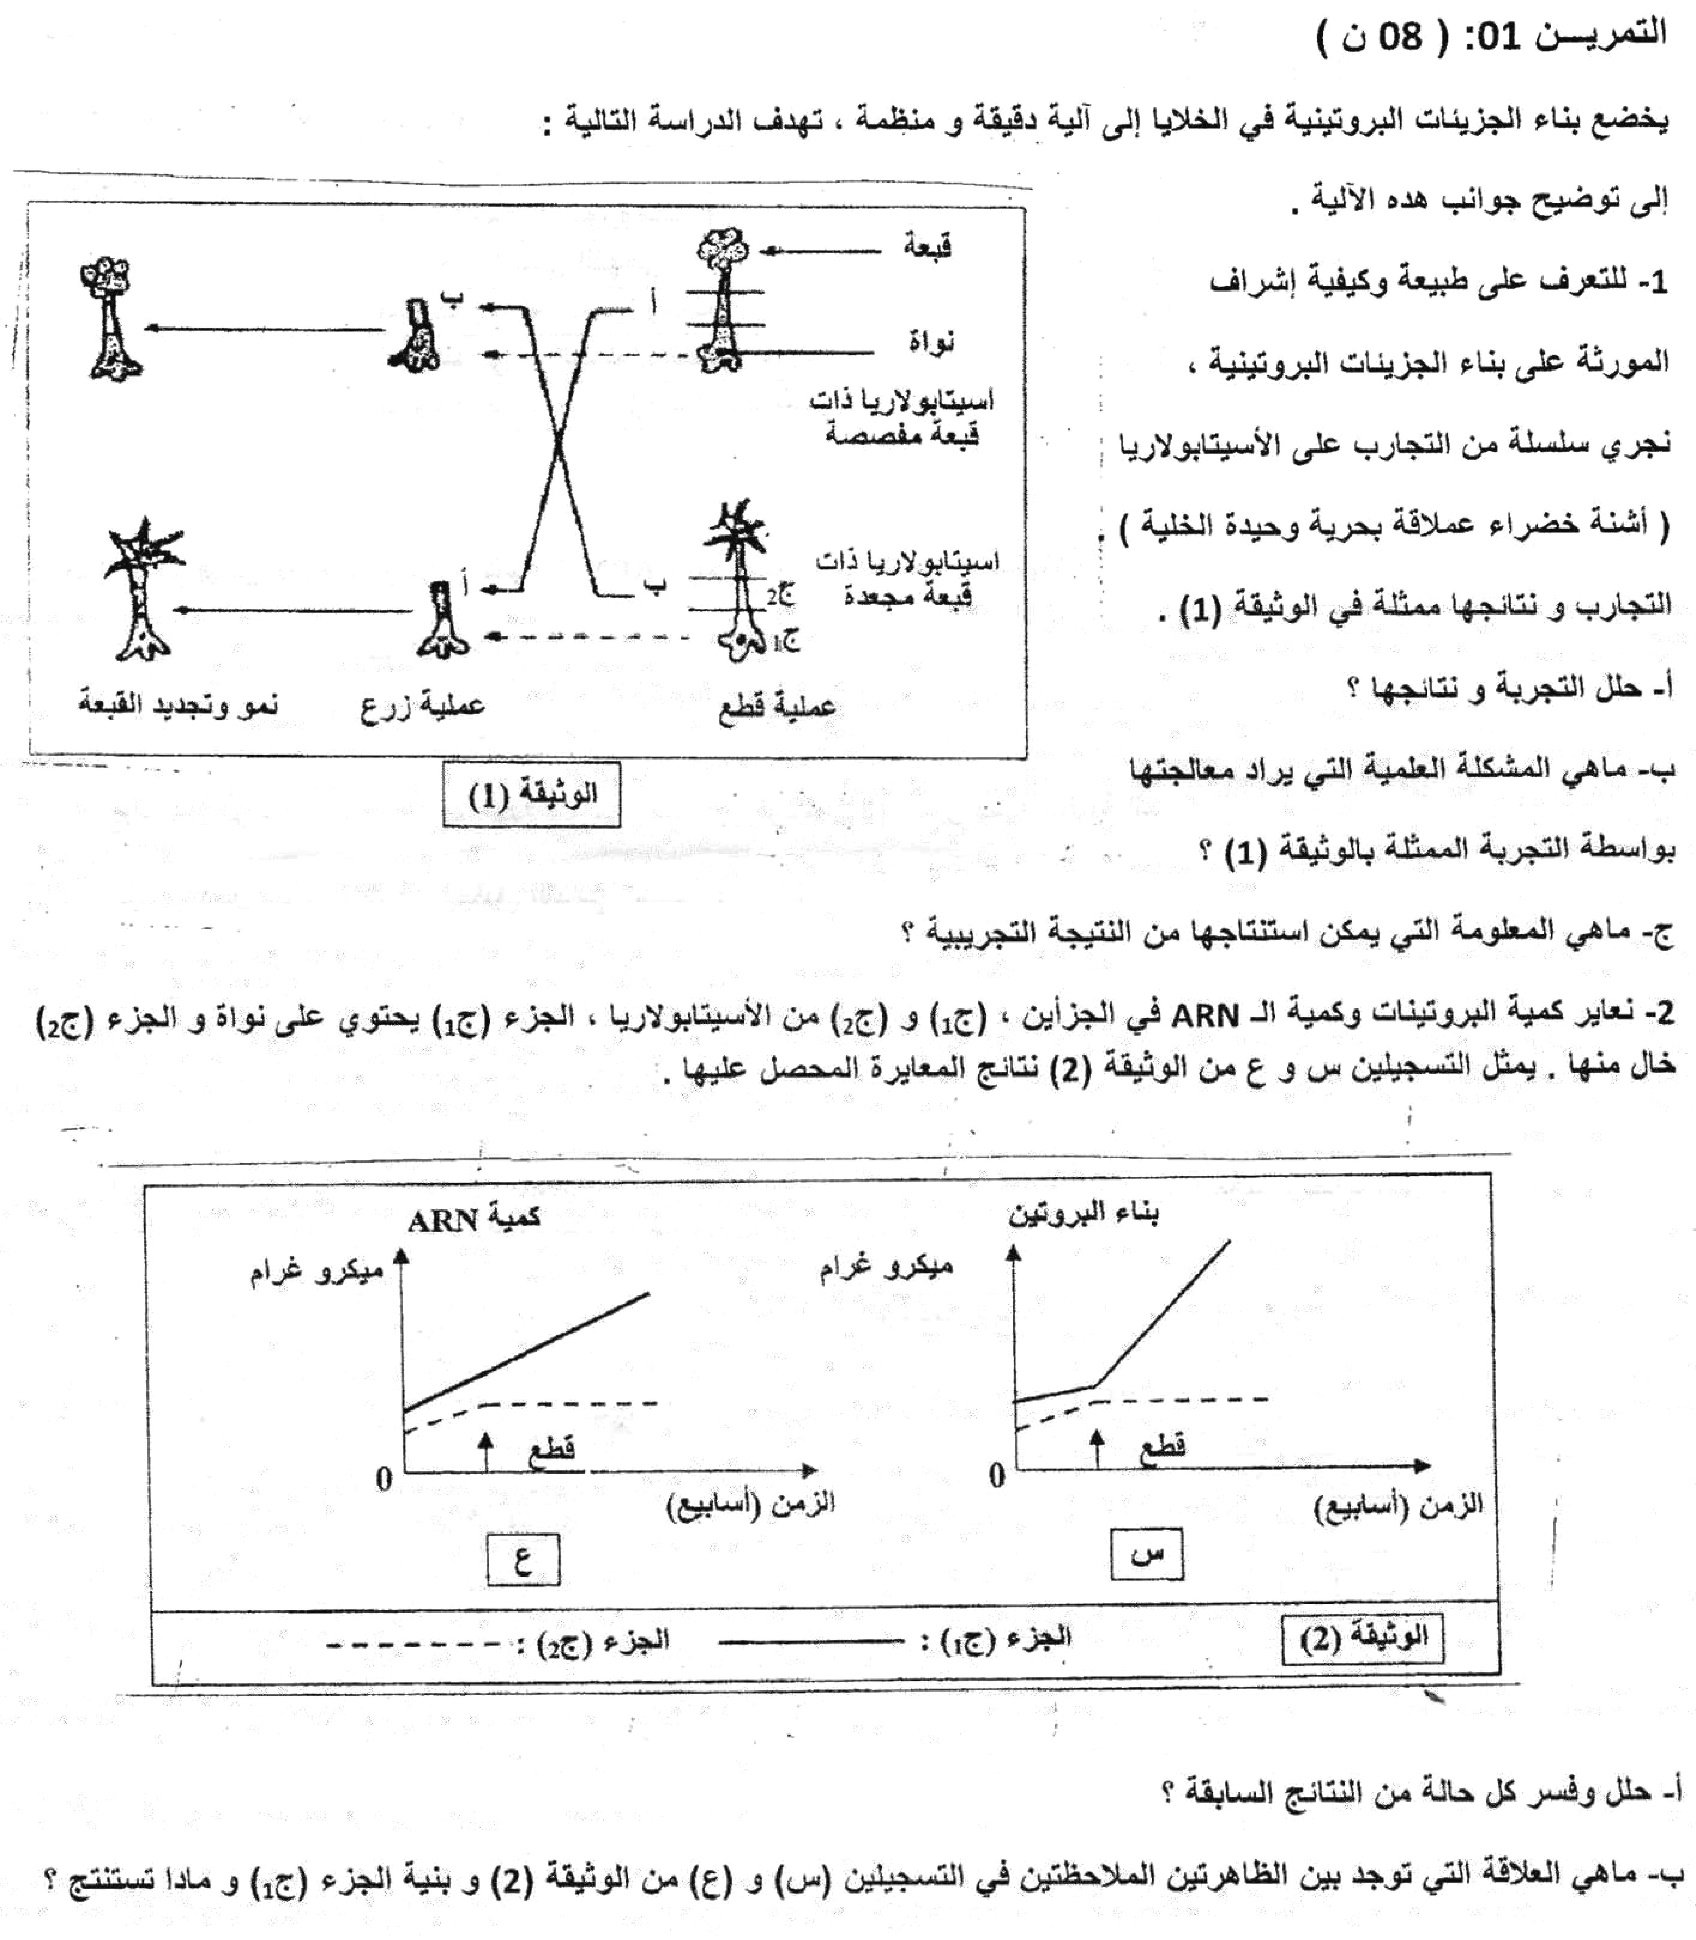 التمريـــن 01: ( 08 ن )
يخضع بناء الجزيئات البروتينية في الخلايا إلى آلية دقيقة و منظمة ، تهدف الدراسة التالية :
إلى توضيح جوانب هده الآلية .
1- للتعرف على طبيعة وكيفية إشراف
المورثة على بناء الجزيئات البروتينية ،
نجري سلسلة من التجارب على الأسيتابولاريا
( أشنة خضراء عملاقة بحرية وحيدة الخلية )
التجارب و نتائجها ممثلة في الوثيقة (1) .
أ- حلل التجربة و نتائجها ؟
ب- ماهي المشكلة العلمية التي يراد معالجتها
بواسطة التجربة الممثلة بالوثيقة (1) ؟
قبعة
أ
ب
نواة
أسيتابولاريا ذات
قبعة مفصصة
اسيتابولاريا ذات
قبعة مجعدة
ج2
ب
أ
ج1
عملية قطع
عملية زرع
نمو وتجديد القبعة
الوثيقة (1)
ج- ماهي المعلومة التي يمكن استنتاجها من النتيجة التجريبية ؟
2- نعاير كمية البروتينات وكمية الـ ARN في الجزأين ، (ج1) و (ج2) من الأسيتابولاريا ، الجزء (ج1) يحتوي على نواة و الجزء (ج2)
خال منها . يمثل التسجيلين س و ع من الوثيقة (2) نتائج المعايرة المحصل عليها .
بناء البروتين
ميكرو غرام
قطع
0
الزمن (أسابيع)
س
كمية ARN
ميكرو غرام
قطع
0
الزمن (أسابيع)
ع
الوثيقة (2)
الجزء (ج1) :
الجزء (ج2) :
أ- حلل وفسر كل حالة من النتائج السابقة ؟
ب- ماهي العلاقة التي توجد بين الظاهرتين الملاحظتين في التسجيلين (س) و (ع) من الوثيقة (2) و بنية الجزء (ج1) و مادا تستنتج ؟